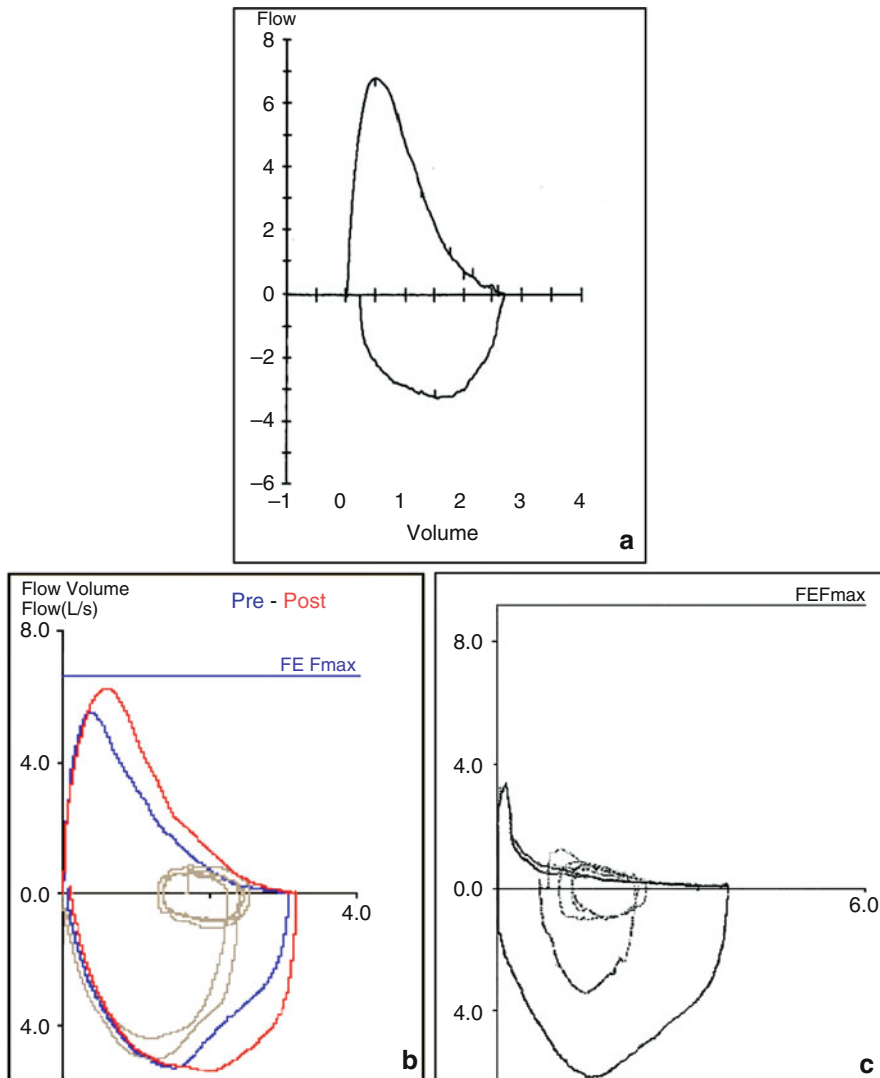 Flow
8
6
4
2
0
−2
−4
−6
−1 0 1 2 3 4
Volume
a
Flow Volume
Flow(L/s)
Pre - Post
8.0
FE Fmax
4.0
0.0
4.0
4.0
b
FEFmax
8.0
4.0
0.0
6.0
4.0
c